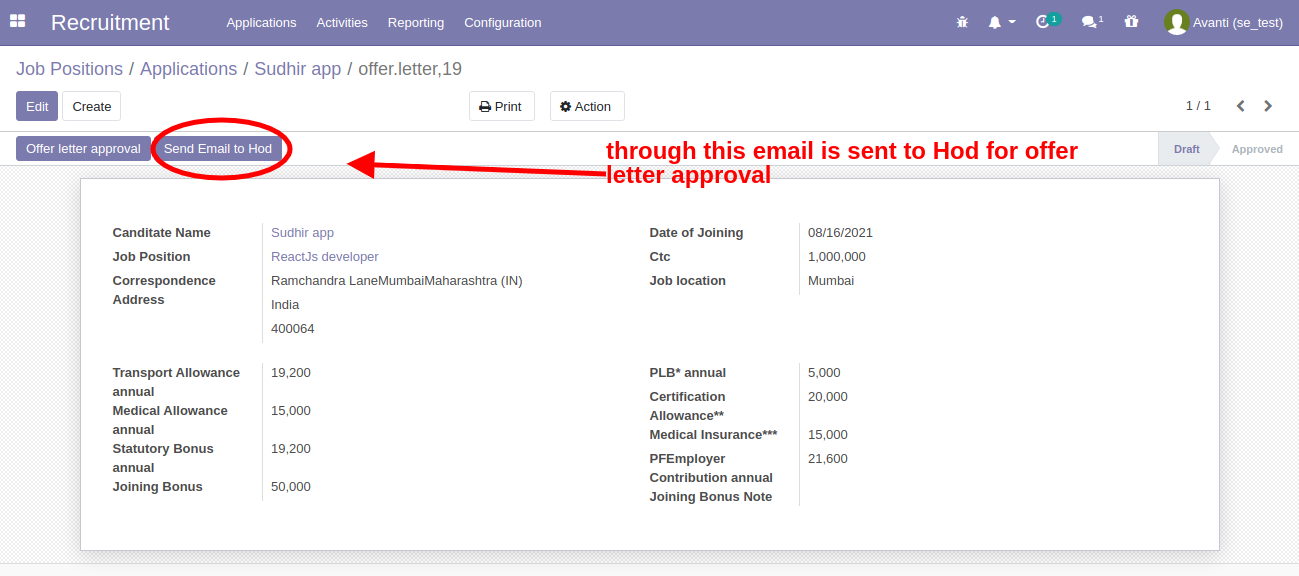 Recruitment Applications Activities Reporting Configuration 1 1 Avanti (se_test)
Job Positions / Applications / Sudhir app / offer.letter,19
Edit Create Print Action 1 / 1
Offer letter approval Send Email to Hod Draft Approved
through this email is sent to Hod for offer
letter approval
Canditate Name Sudhir app Date of Joining 08/16/2021
Job Position ReactJs developer Ctc 1,000,000
Correspondence Ramchandra LaneMumbaiMaharashtra (IN) Job location Mumbai
Address
India
400064
Transport Allowance 19,200 PLB* annual 5,000
annual Certification 20,000
Medical Allowance 15,000 Allowance**
annual Medical Insurance*** 15,000
Statutory Bonus 19,200 PFEmployer 21,600
annual Contribution annual
Joining Bonus 50,000 Joining Bonus Note